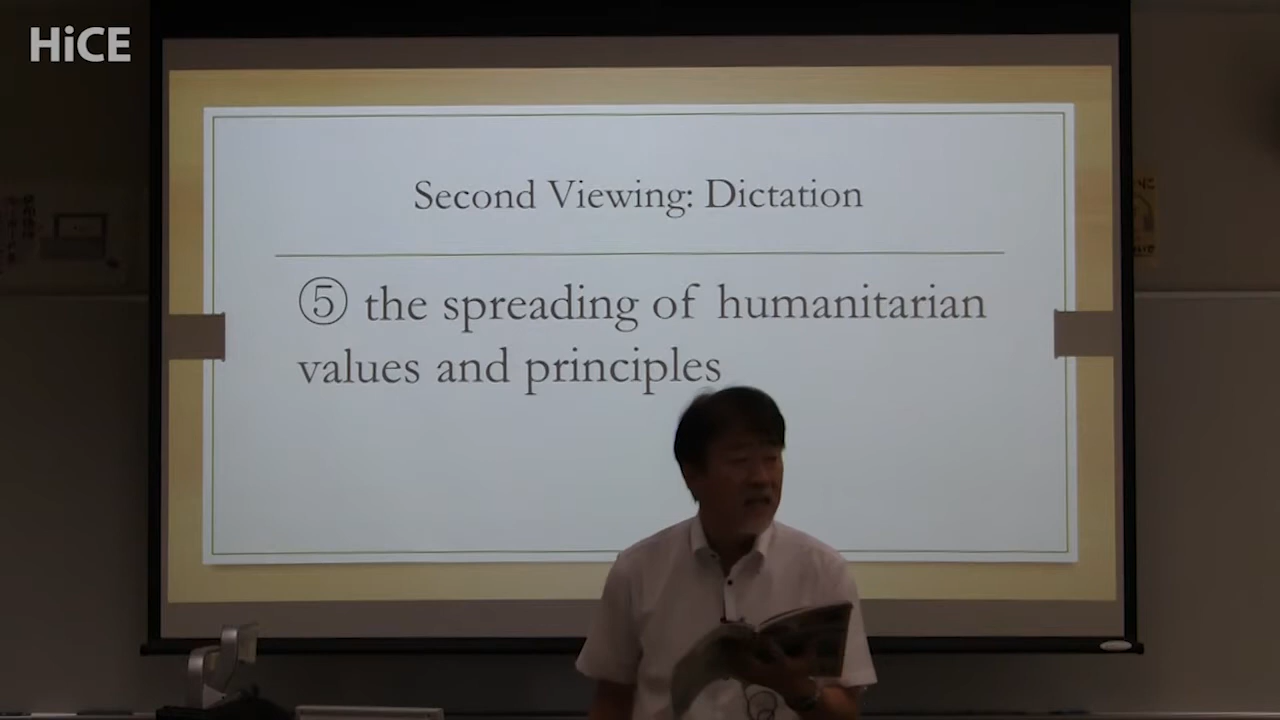 HiCE
Second Viewing: Dictation
⑤ the spreading of humanitarian
values and principles